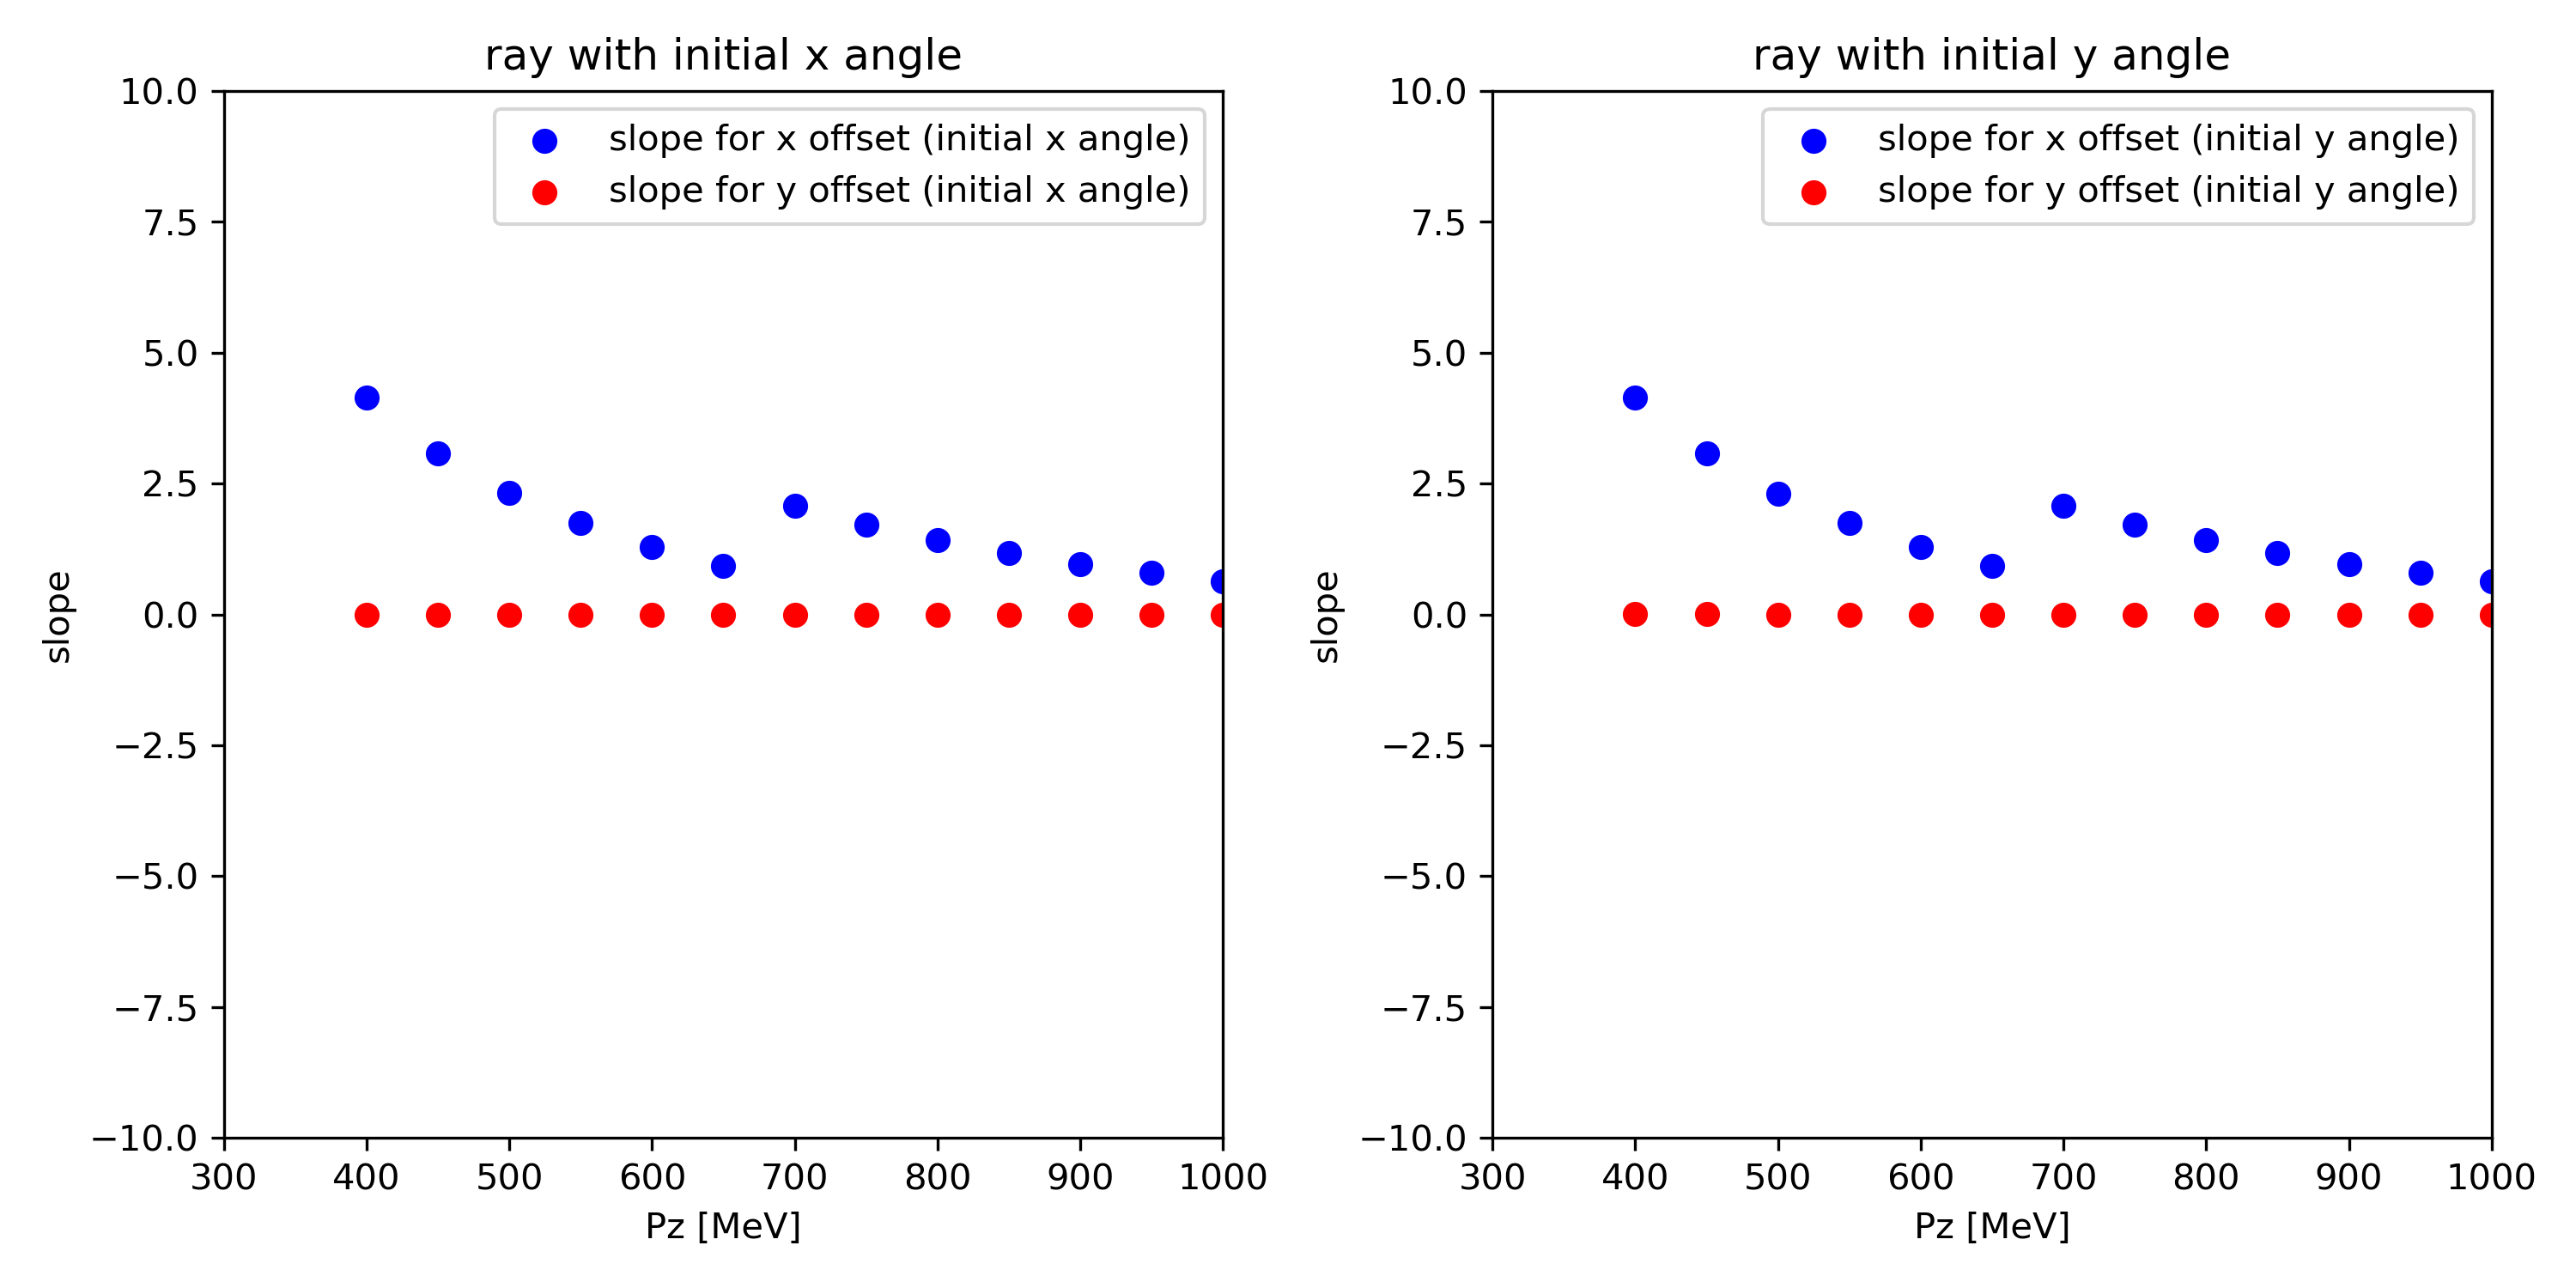 ray with initial x angle
slope for x offset (initial x angle)
slope for y offset (initial x angle)
10.0
7.5
5.0
2.5
0.0
−2.5
−5.0
−7.5
−10.0
slope
300 400 500 600 700 800 900 1000
Pz [MeV]
ray with initial y angle
slope for x offset (initial y angle)
slope for y offset (initial y angle)
10.0
7.5
5.0
2.5
0.0
−2.5
−5.0
−7.5
−10.0
slope
300 400 500 600 700 800 900 1000
Pz [MeV]